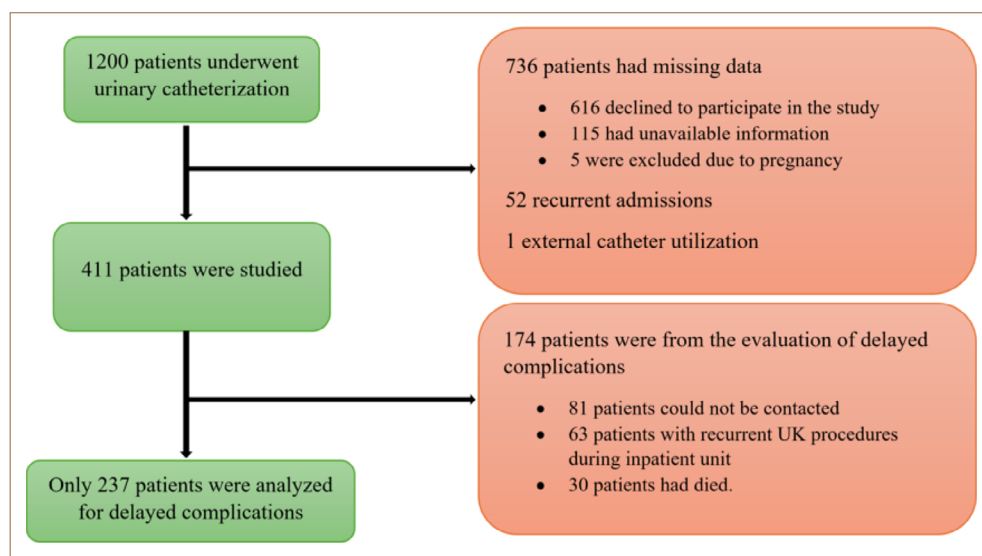 1200 patients underwent
urinary catheterization
736 patients had missing data
• 616 declined to participate in the study
• 115 had unavailable information
• 5 were excluded due to pregnancy
52 recurrent admissions
1 external catheter utilization
411 patients were studied
174 patients were from the evaluation of delayed
complications
• 81 patients could not be contacted
• 63 patients with recurrent UK procedures
during inpatient unit
• 30 patients had died.
Only 237 patients were analyzed
for delayed complications